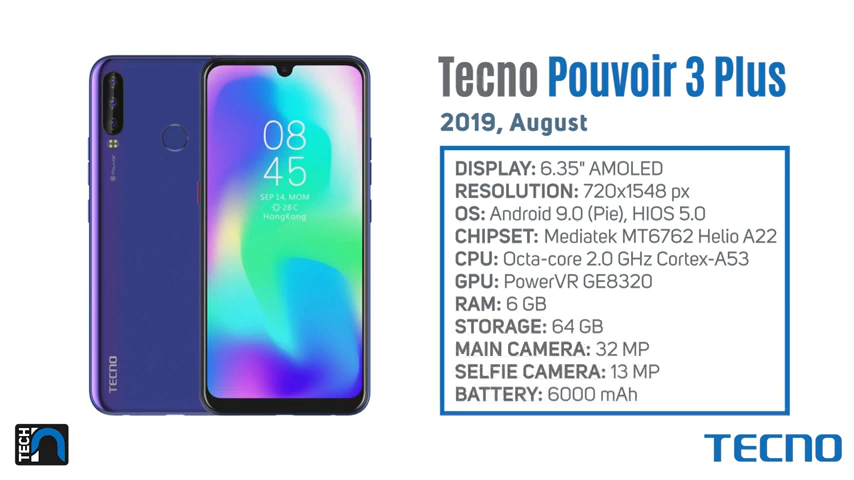 Tecno Pouvoir 3 Plus
2019, August
DISPLAY: 6.35" AMOLED
RESOLUTION: 720x1548 px
OS: Android 9.0 (Pie), HIOS 5.0
CHIPSET: Mediatek MT6762 Helio A22
CPU: Octa-core 2.0 GHz Cortex-A53
GPU: PowerVR GE8320
RAM: 6 GB
STORAGE: 64 GB
MAIN CAMERA: 32 MP
SELFIE CAMERA: 13 MP
BATTERY: 6000 mAh
08
45
SEP 14, MOM
28C
HongKong
Pouvoir
TECNO
TECH
TECNO